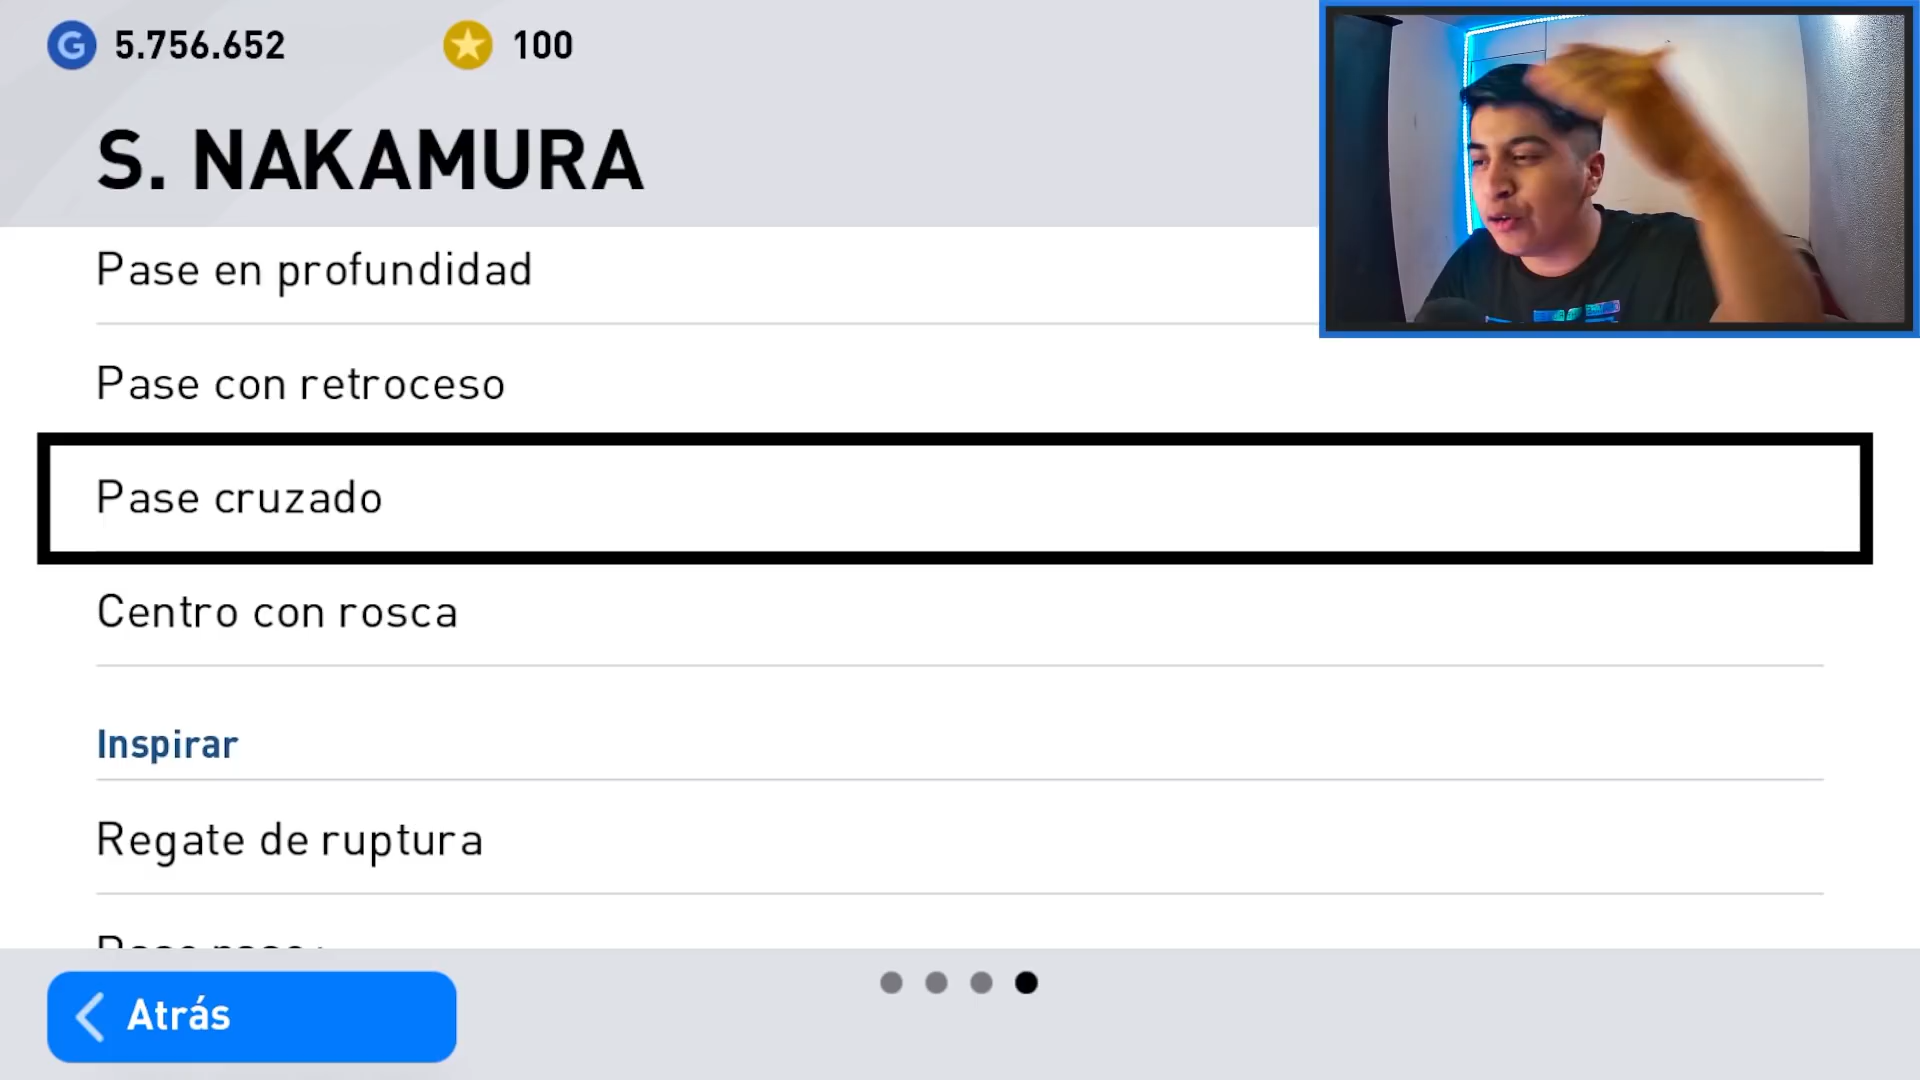 G 5.756.652
100
S. NAKAMURA
Pase en profundidad
Pase con retroceso
Pase cruzado
Centro con rosca
Inspirar
Regate de ruptura
Atrás